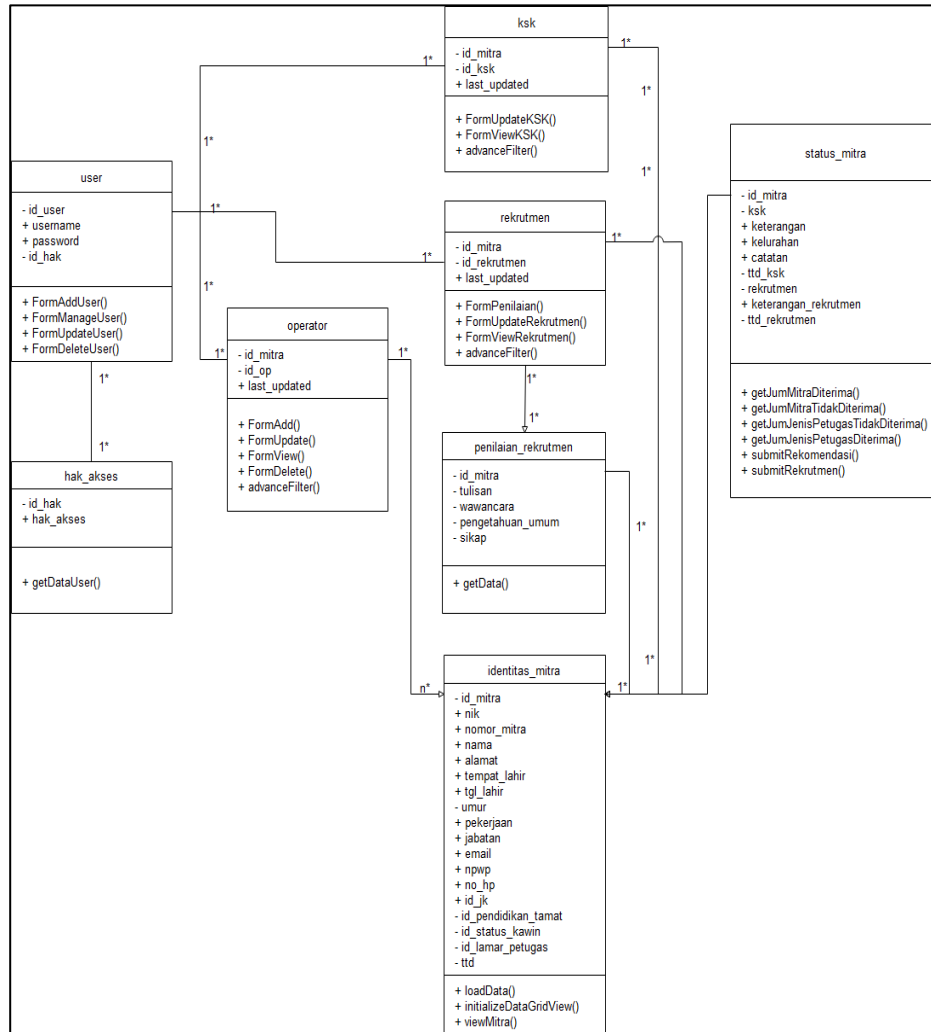 ksk
- id_mitra
- id_ksk
+ last_updated
+ FormUpdateKSK()
+ FormViewKSK()
+ advanceFilter()
1*
1*
1*
1*
1*
user
- id_user
+ username
+ password
- id_hak
+ FormAddUser()
+ FormManageUser()
+ FormUpdateUser()
+ FormDeleteUser()
1*
1*
1*
1*
1*
rekrutmen
- id_mitra
- id_rekrutmen
+ last_updated
+ FormPenilaian()
+ FormUpdateRekrutmen()
+ FormViewRekrutmen()
+ advanceFilter()
1*
1*
1*
status_mitra
- id_mitra
- ksk
+ keterangan
+ kelurahan
+ catatan
- ttd_ksk
- rekrutmen
+ keterangan_rekrutmen
- ttd_rekrutmen
+ getJumMitraDiterima()
+ getJumMitraTidakDiterima()
+ getJumJenisPetugasTidakDiterima()
+ getJumJenisPetugasDiterima()
+ submitRekomendasi()
+ submitRekrutmen()
operator
- id_mitra
- id_op
+ last_updated
+ FormAdd()
+ FormUpdate()
+ FormView()
+ FormDelete()
+ advanceFilter()
1*
1*
hak_akses
- id_hak
+ hak_akses
+ getDataUser()
penilaian_rekrutmen
- id_mitra
- tulisan
- wawancara
- pengetahuan_umum
- sikap
+ getData()
1*
1*
n*
1*
identitas_mitra
- id_mitra
+ nik
+ nomor_mitra
+ nama
+ alamat
+ tempat_lahir
+ tgl_lahir
- umur
+ pekerjaan
+ jabatan
+ email
+ npwp
+ no_hp
+ id_jk
- id_pendidikan_tamat
- id_status_kawin
- id_lamar_petugas
- ttd
+ loadData()
+ initializeDataGridView()
+ viewMitra()